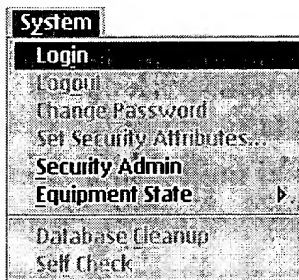 System
Login
Logout
Change Password
Set Security Attributes...
Security Admin
Equipment State
Database Cleanup
Self Check